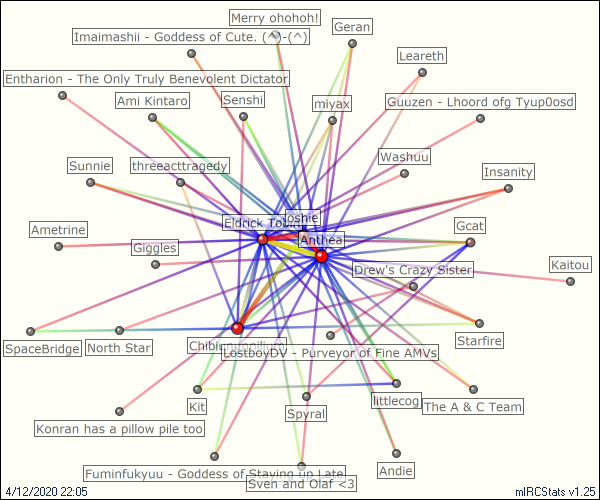 Merry ohohoh!
Geran
Imaimashii - Goddess of Cute. (^)-(^)
Leareth
Entharion - The Only Truly Benevolent Dictator
Ami Kintaro
Senshi
miyax
Guuzen - Lhoord ofg Tyup0osd
Washuu
Sunnie
threeacttragedy
Insanity
Eldrick Tobin
Joshie
Ametrine
Anthea
Gcat
Giggles
Drew's Crazy Sister
Kaitou
SpaceBridge
North Star
LostboyDV - Purveyor of Fine AMVs
Starfire
Kit
Spyral
littlecog
The A & C Team
Konran has a pillow pile too
Fuminfukyuu - Goddess of Staying up Late
Sven and Olaf <3
Andie
4/12/2020 22:05
mIRCStats v1.25